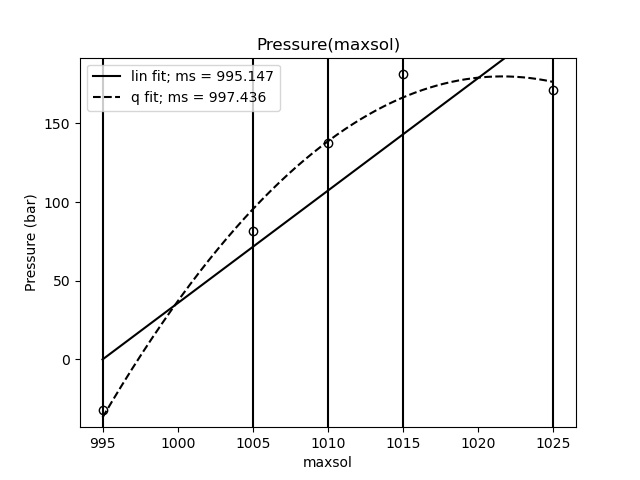 Pressure(maxsol)
lin fit; ms = 995.147
q fit; ms = 997.436
Pressure (bar)
150
100
50
0
995 1000 1005 1010 1015 1020 1025
maxsol